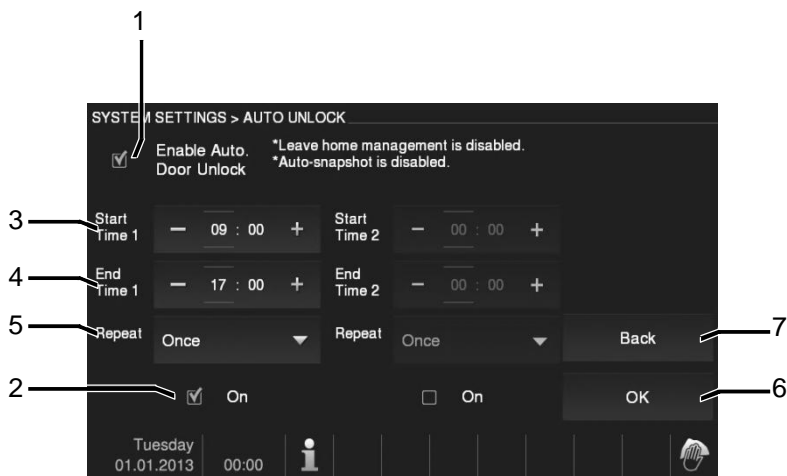 1
SYSTEM SETTINGS > AUTO UNLOCK
Enable Auto. Door Unlock
*Leave home management is disabled.
*Auto-snapshot is disabled.
3
Start Time 1
— 09 : 00 +
Start Time 2
— 00 : 00 +
4
End Time 1
— 17 : 00 +
End Time 2
— 00 : 00 +
5
Repeat
Once
Repeat
Once
Back
7
2
On
On
OK
6
Tuesday
01.01.2013
00:00
i